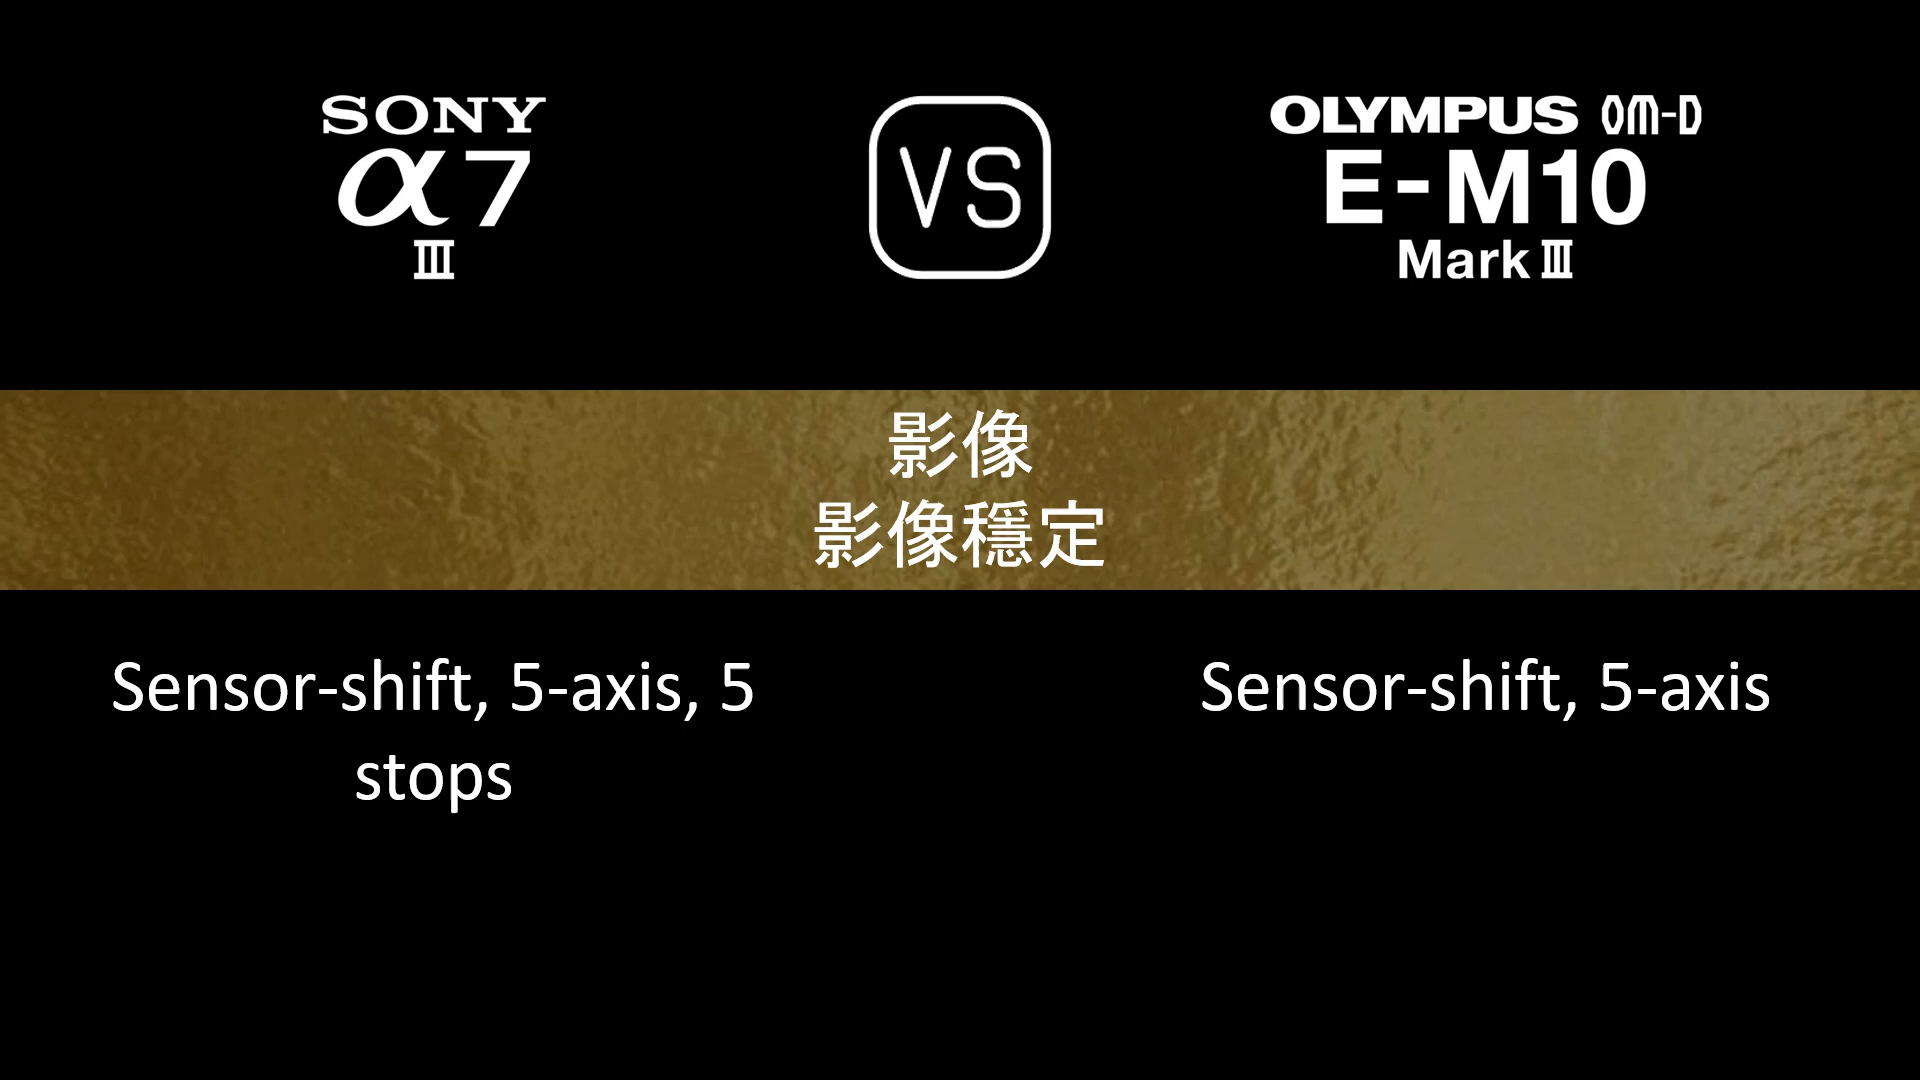 SONY
α7
III
VS
OLYMPUS OM-D
E-M10
Mark III
影像
影像穩定
Sensor-shift, 5-axis, 5
stops
Sensor-shift, 5-axis